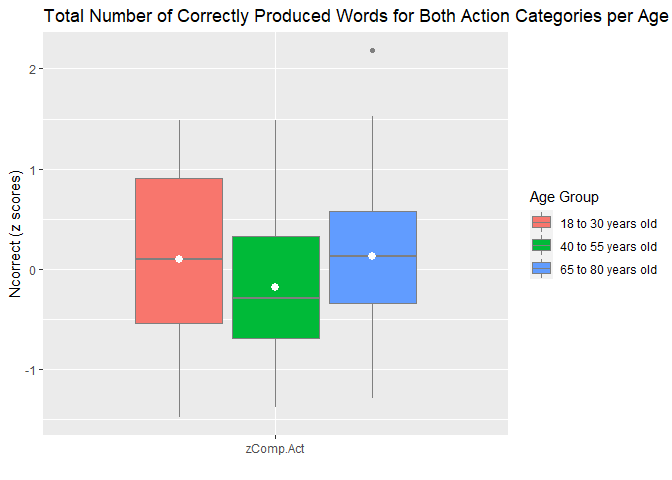 Total Number of Correctly Produced Words for Both Action Categories per Age
Ncorrect (z scores)
2
1
0
-1
zComp.Act
Age Group
18 to 30 years old
40 to 55 years old
65 to 80 years old